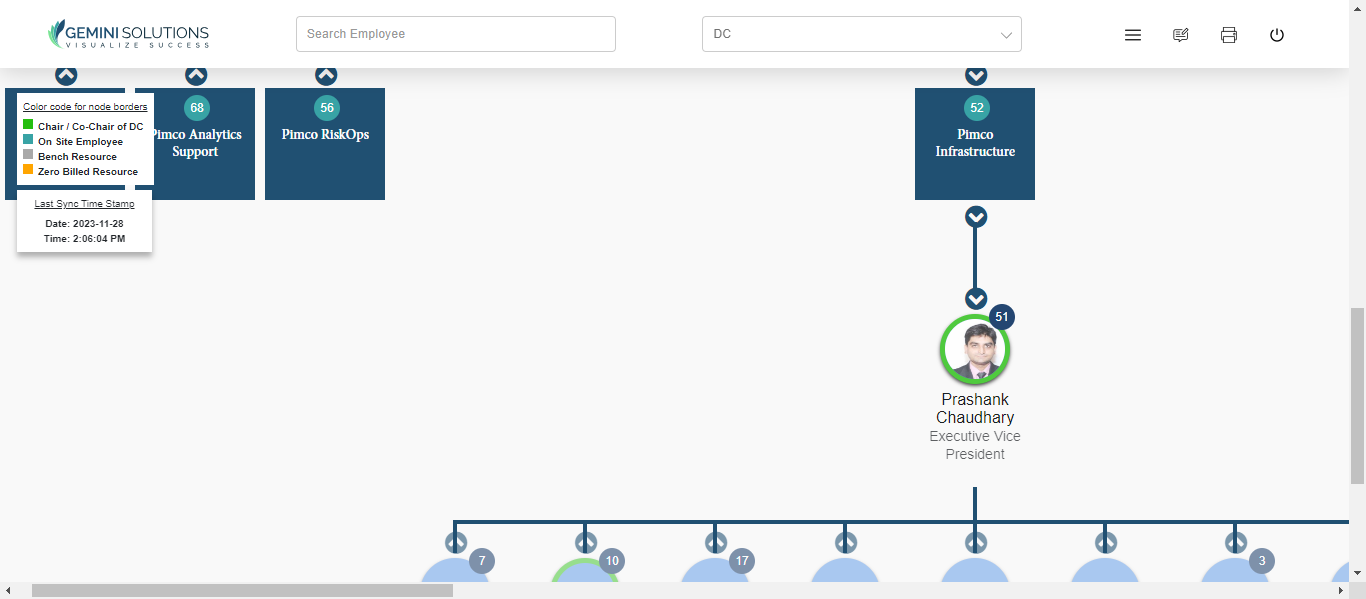 GEMINI SOLUTIONS
VISUALIZE SUCCESS
Search Employee
DC
Color code for node borders
Chair / Co-Chair of DC
On Site Employee
Bench Resource
Zero Billed Resource
Last Sync Time Stamp
Date: 2023-11-28
Time: 2:06:04 PM
68
Pimco Analytics
Support
56
Pimco RiskOps
52
Pimco
Infrastructure
51
Prashank
Chaudhary
Executive Vice
President
7
10
17
3